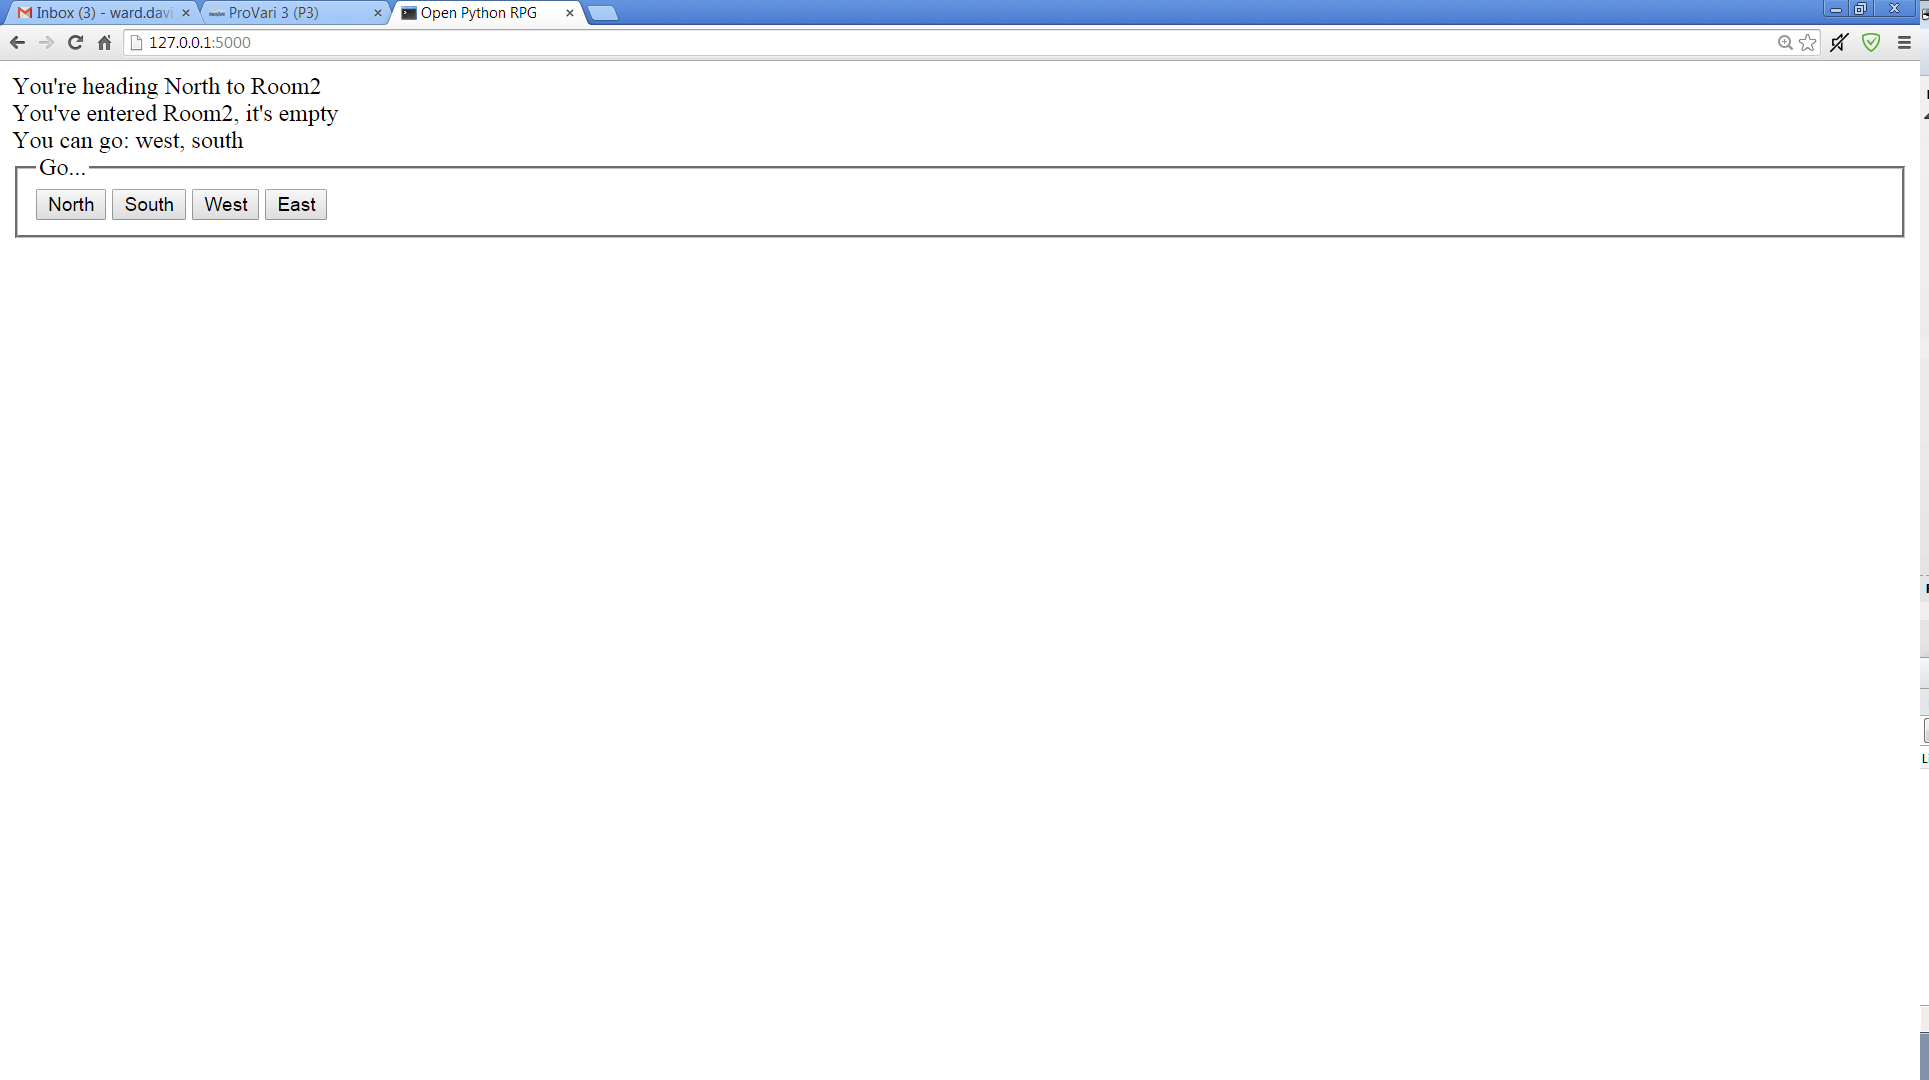 Inbox (3) - ward.davi
ProVari 3 (P3)
Open Python RPG
127.0.0.1:5000
You're heading North to Room2
You've entered Room2, it's empty
You can go: west, south
Go...
North South West East